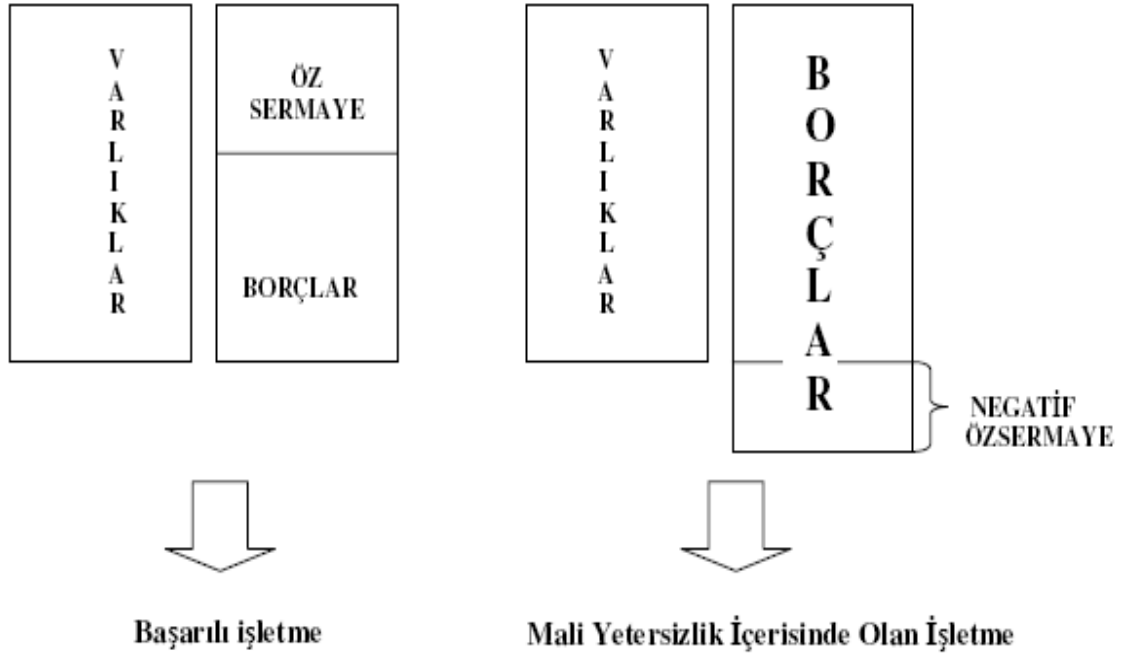 VARLIKLAR
ÖZ
SERMAYE
BORÇLAR
VARLIKLAR
BORÇLAR
NEGATİF
ÖZSERMAYE
Başarılı işletme
Mali Yetersizlik İçerisinde Olan İşletme